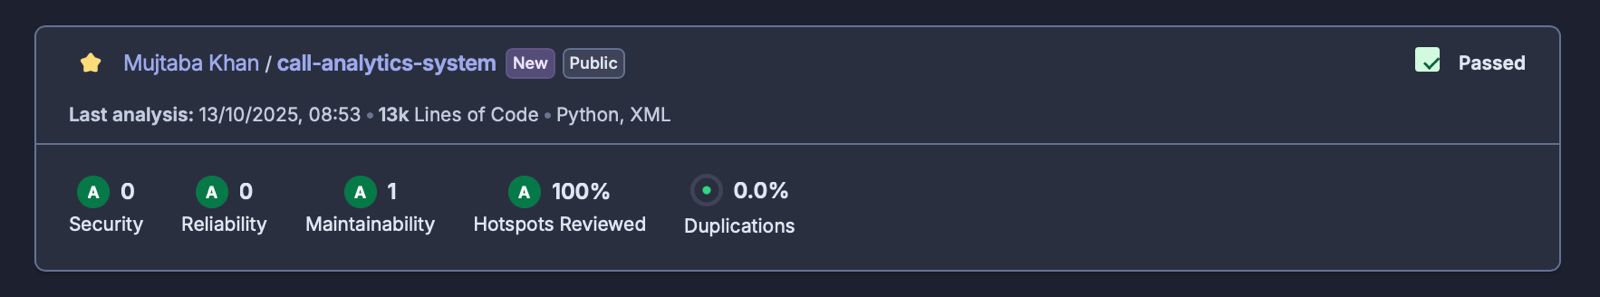 Mujtaba Khan / call-analytics-system New Public Passed
Last analysis: 13/10/2025, 08:53 • 13k Lines of Code • Python, XML
A 0 A 0 A 1 A 100% 0.0%
Security Reliability Maintainability Hotspots Reviewed Duplications